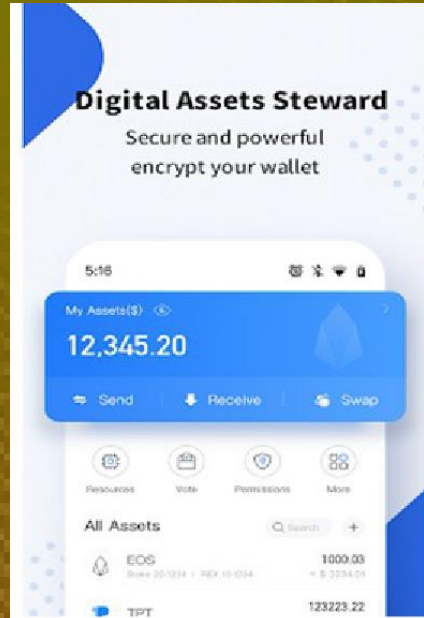 Digital Assets Steward
Secure and powerful
encrypt your wallet
5:16
My Assets($)
12,345.20
Send Receive Swap
Resources Vote Permissions More
All Assets Search +
EOS 1000.03
TPT 123223.22